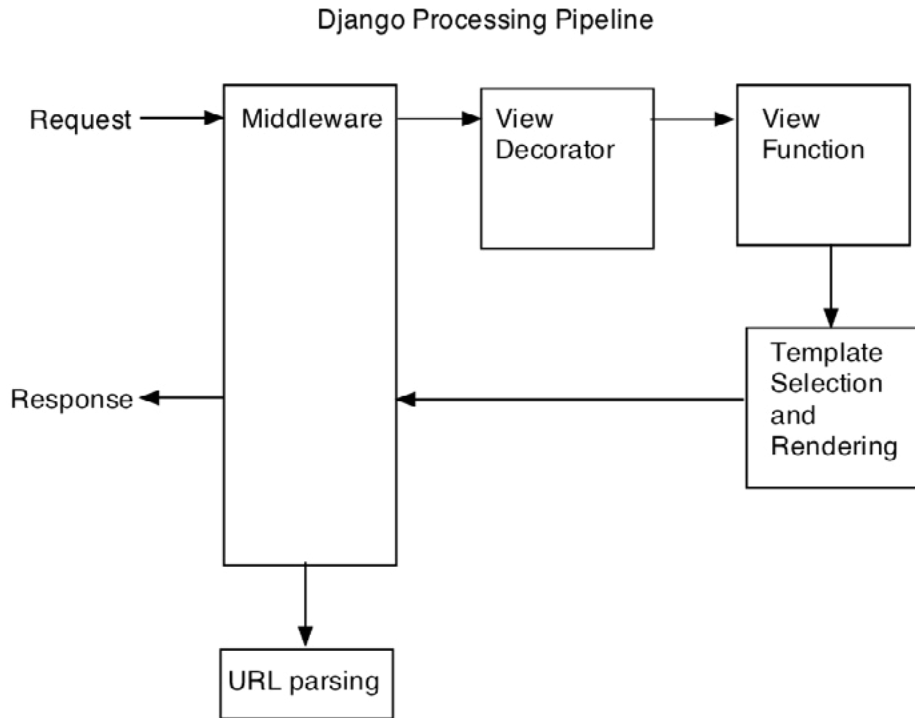 Django Processing Pipeline
Request
Middleware
View
Decorator
View
Function
Template
Selection
and
Rendering
Response
URL parsing